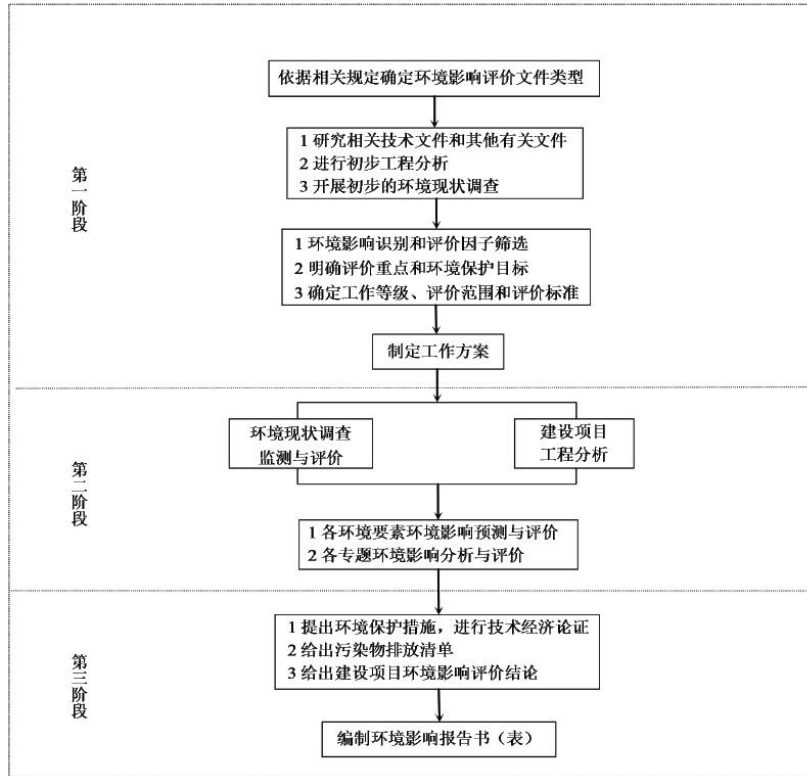 依据相关规定确定环境影响评价文件类型
第一阶段
1 研究相关技术文件和其他有关文件
2 进行初步工程分析
3 开展初步的环境现状调查
1 环境影响识别和评价因子筛选
2 明确评价重点和环境保护目标
3 确定工作等级、评价范围和评价标准
制定工作方案
第二阶段
环境现状调查
监测与评价
建设项目
工程分析
1 各环境要素环境影响预测与评价
2 各专题环境影响分析与评价
第三阶段
1 提出环境保护措施，进行技术经济论证
2 给出污染物排放清单
3 给出建设项目环境影响评价结论
编制环境影响报告书（表）